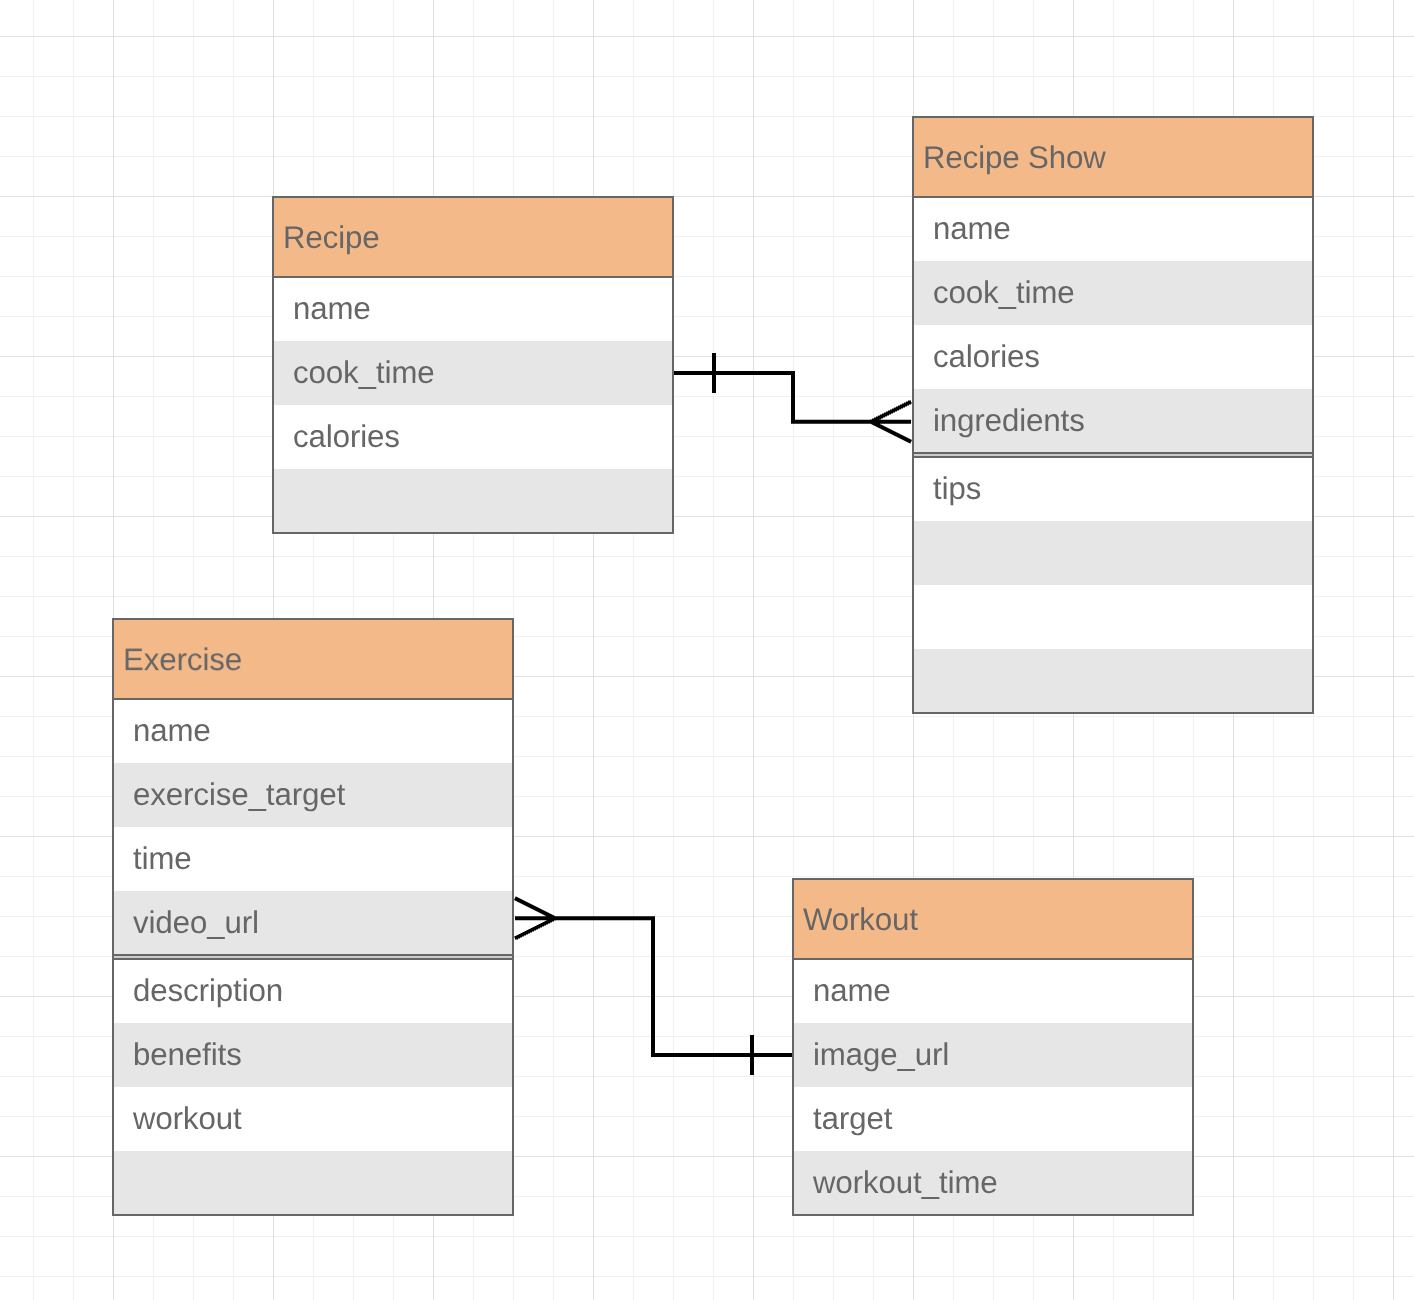 Recipe
name
cook_time
calories
Recipe Show
name
cook_time
calories
ingredients
tips
Exercise
name
exercise_target
time
video_url
description
benefits
workout
Workout
name
image_url
target
workout_time